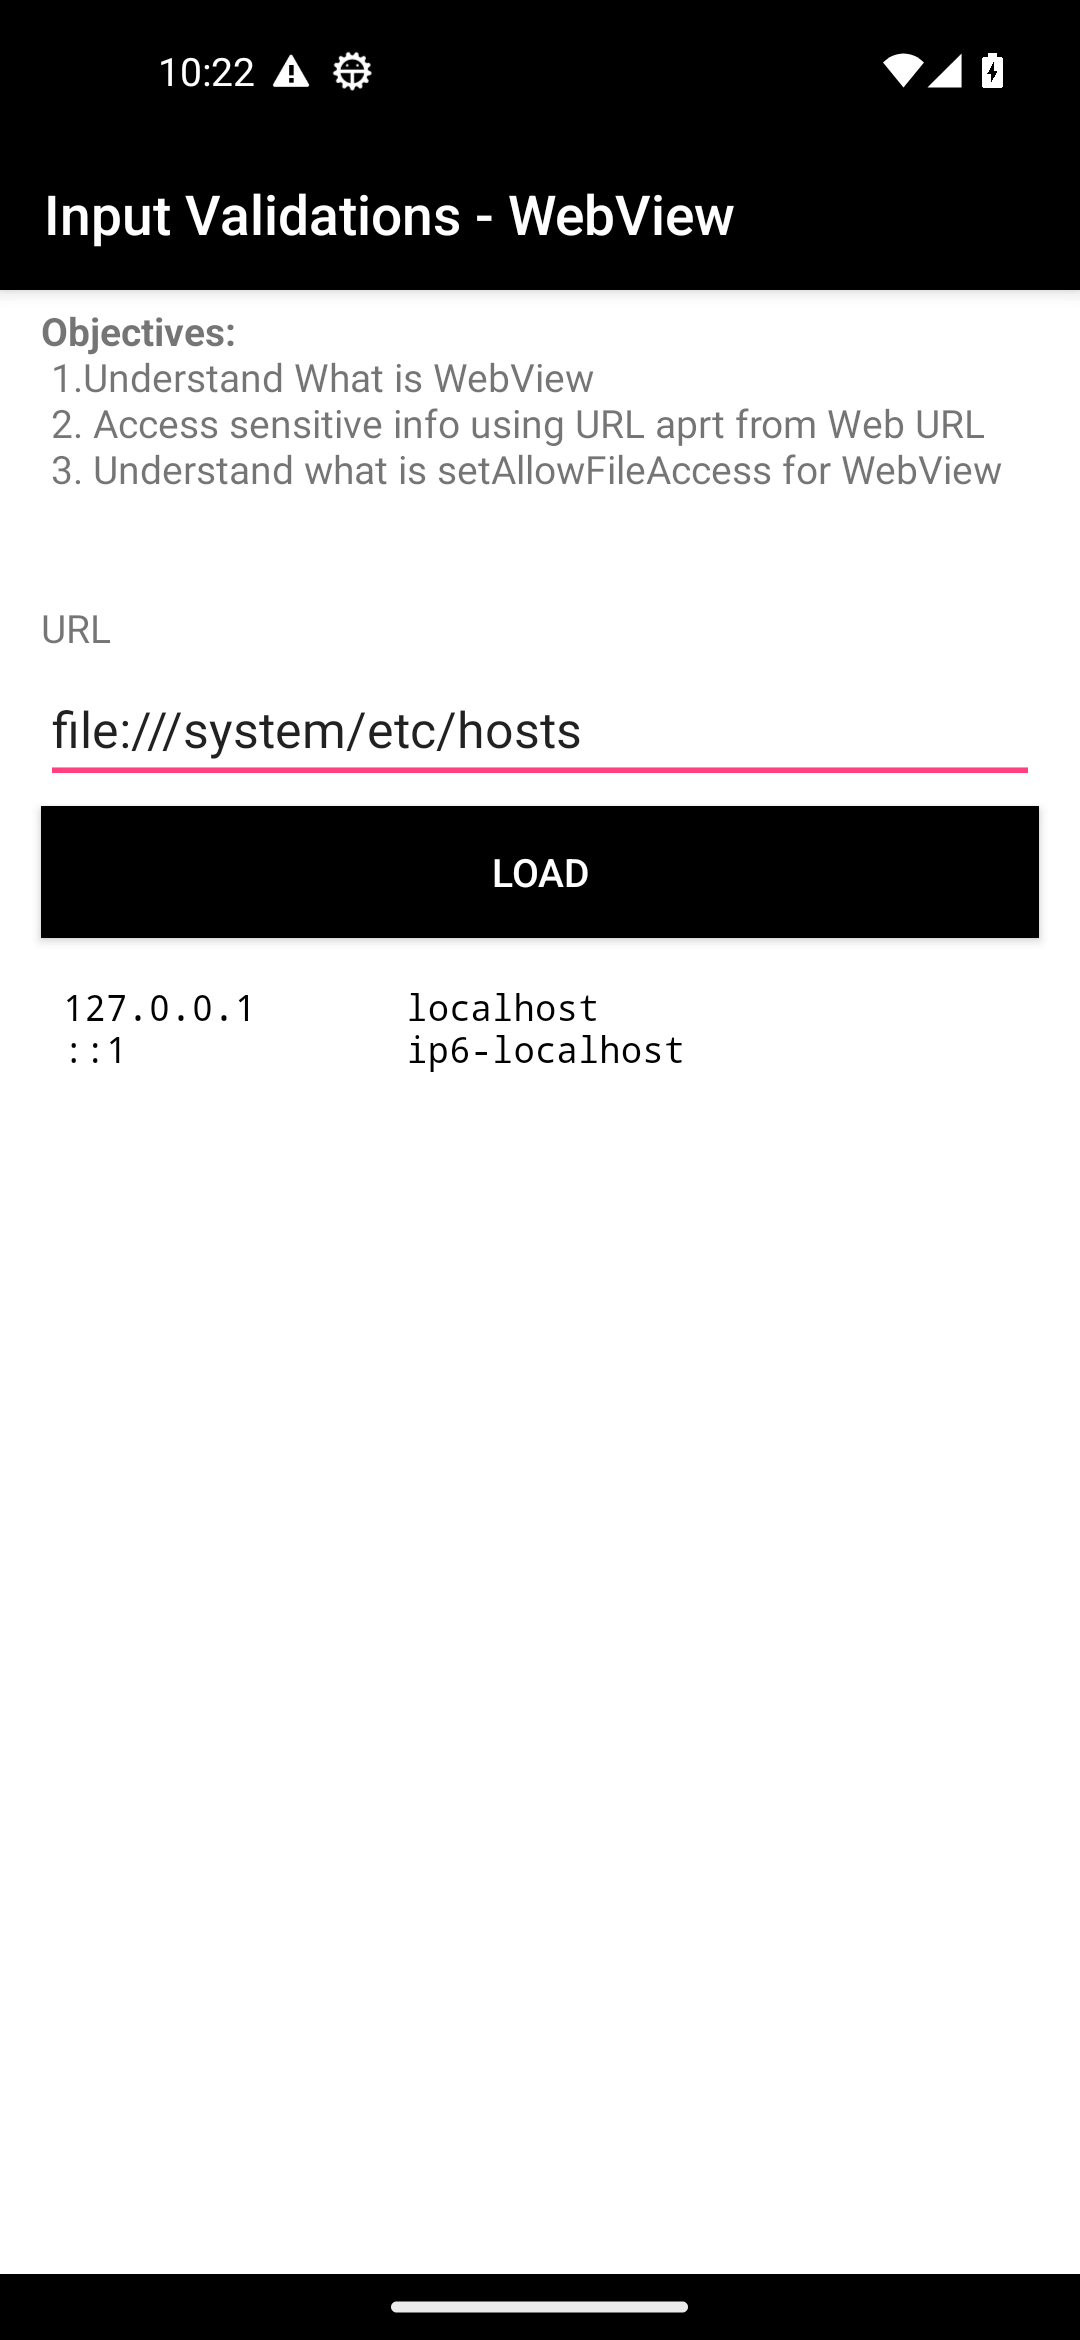 10:22
Input Validations - WebView
Objectives:
1.Understand What is WebView
2. Access sensitive info using URL aprt from Web URL
3. Understand what is setAllowFileAccess for WebView
URL
file:///system/etc/hosts
LOAD
127.0.0.1 localhost
::1 ip6-localhost